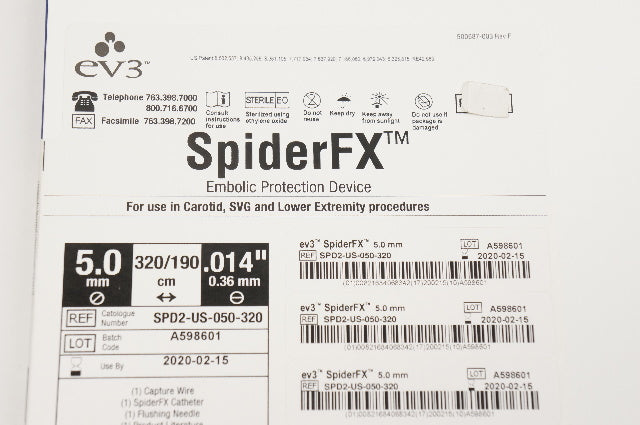 ev3™
Telephone 763.398.7000
800.716.6700
FAX Facsimile 763.398.7200
Consult instructions for use
STERILE EO
Sterilized using ethylene oxide
Do not reuse
Keep dry
Keep away from sunlight
Do not use if package is damaged
SpiderFX™
Embolic Protection Device
For use in Carotid, SVG and Lower Extremity procedures
5.0 320/190 .014"
mm cm 0.36 mm
REF Catalogue Number SPD2-US-050-320
LOT Batch Code A598601
Use By 2020-02-15
(1) Capture Wire
(1) SpiderFX Catheter
(1) Flushing Needle
(1) Product Literature
ev3™ SpiderFX™ 5.0 mm LOT A598601
REF SPD2-US-050-320 2020-02-15
ev3™ SpiderFX™ 5.0 mm LOT A598601
REF SPD2-US-050-320 2020-02-15
ev3™ SpiderFX™ 5.0 mm LOT A598601
REF SPD2-US-050-320 2020-02-15